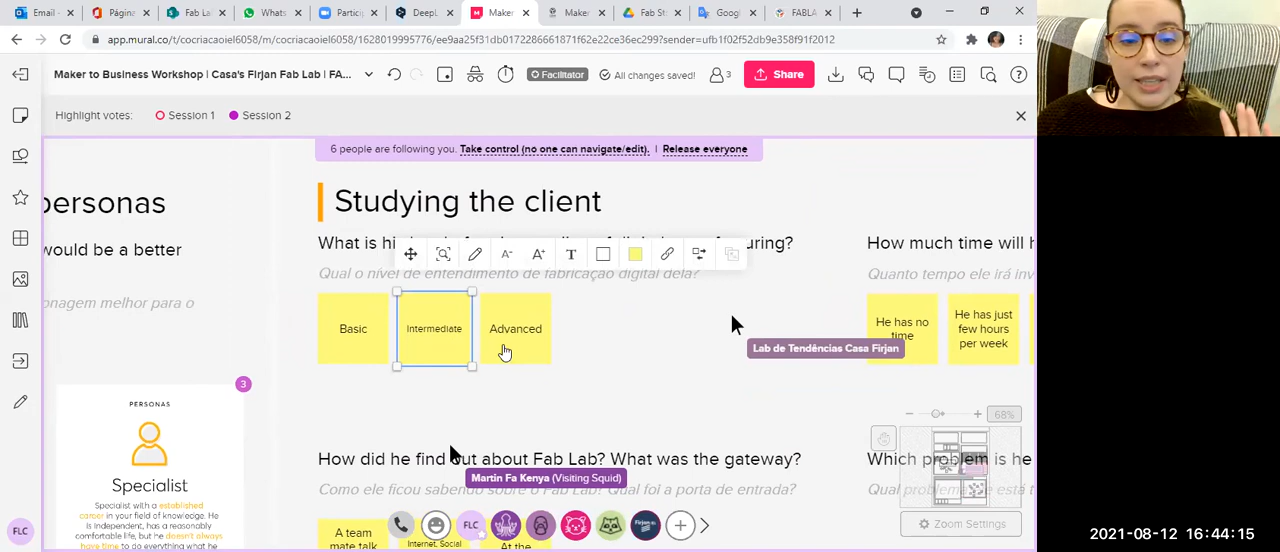 Email -
Página
Fab La
Whats
Partici
DeepL
Maker
Maker
Fab St
Googl
FABLA
app.mural.co/t/cocriacaoiel6058/m/cocriacaoiel6058/1628019995776/ee9aa25f31db0172286661871f62e22ce36ec299?sender=ufb1f02f52db9e358f91f2012
Maker to Business Workshop | Casa's Firjan Fab Lab | FA...
Facilitator
All changes saved!
3
Share
Highlight votes:
Session 1
Session 2
6 people are following you. Take control (no one can navigate/edit). | Release everyone
personas
would be a better
onagem melhor para o
3
PERSONAS
Specialist
Specialist with a established
career in your field of knowledge. He
is independent, has a reasonably
comfortable life, but he doesn't always
have time to do everything what he
Studying the client
What is
uring?
Qual o nível de entendimento de fabricação digital dela?
Basic
Intermediate
Advanced
Lab de Tendências Casa Firjan
How much time will h
Quanto tempo ele irá inv
He has no
time
He has just
few hours
per week
How did he find out about Fab Lab? What was the gateway?
Martin Fa Kenya (Visiting Squid)
Como ele ficou sabendo sobre o Fab Lab? Qual foi a porta de entrada?
A team
mate talk
Internet, Social
At the
Which problem is he
Qual está t
68%
Zoom Settings
FLC
FLC
Firjan
2021-08-12 16:44:15